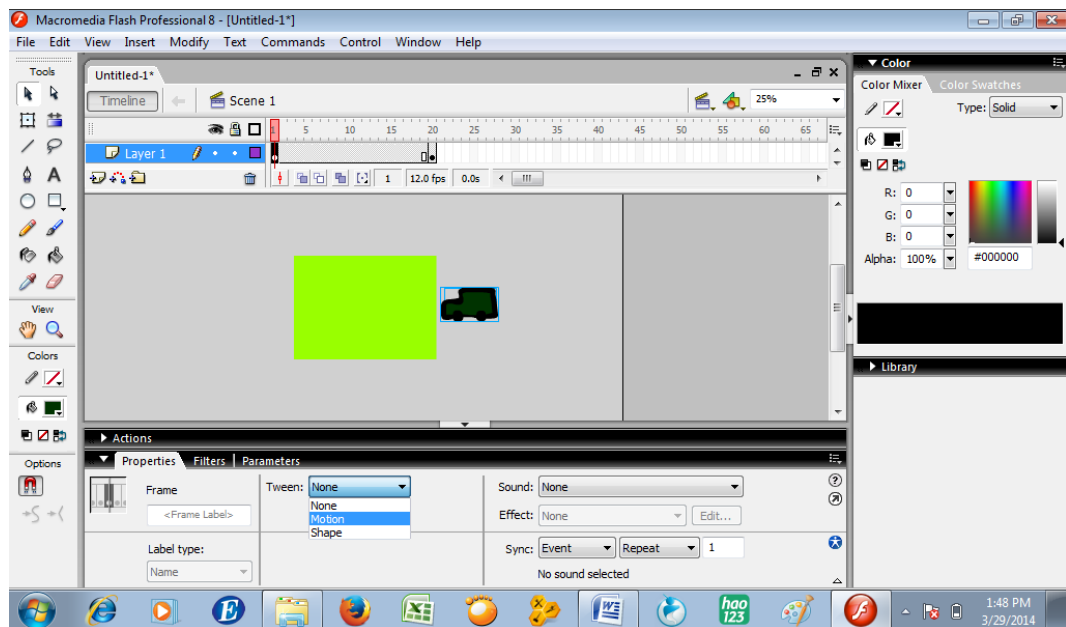 Macromedia Flash Professional 8 - [Untitled-1*]
File Edit View Insert Modify Text Commands Control Window Help
Tools
Untitled-1*
Timeline
Scene 1
25%
1 5 10 15 20 25 30 35 40 45 50 55 60 65
Layer 1
1 12.0 fps 0.0s
View
Colors
Options
Color
Color Mixer Color Swatches
Type: Solid
R: 0
G: 0
B: 0
Alpha: 100% #000000
Library
Actions
Properties Filters Parameters
Frame
<Frame Label>
Label type:
Name
Tween: None
None
Motion
Shape
Sound: None
Effect: None Edit...
Sync: Event Repeat 1
No sound selected
hao
123
1:48 PM
3/29/2014